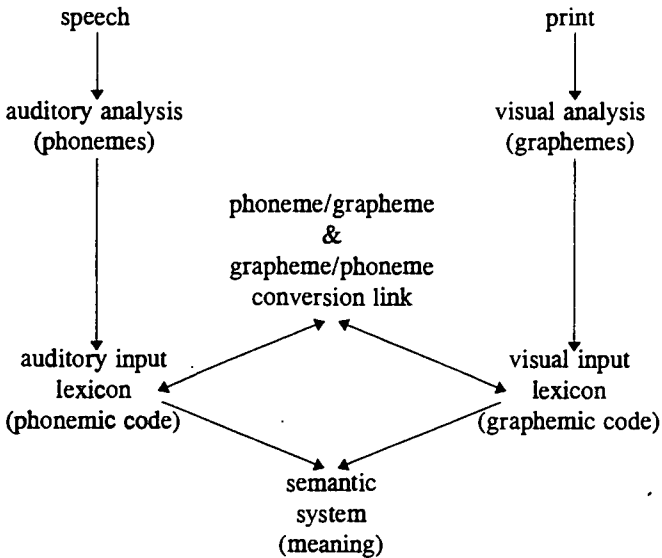 speech
print
auditory analysis
(phonemes)
visual analysis
(graphemes)
phoneme/grapheme
&
grapheme/phoneme
conversion link
auditory input
lexicon
(phonemic code)
visual input
lexicon
(graphemic code)
semantic
system
(meaning)